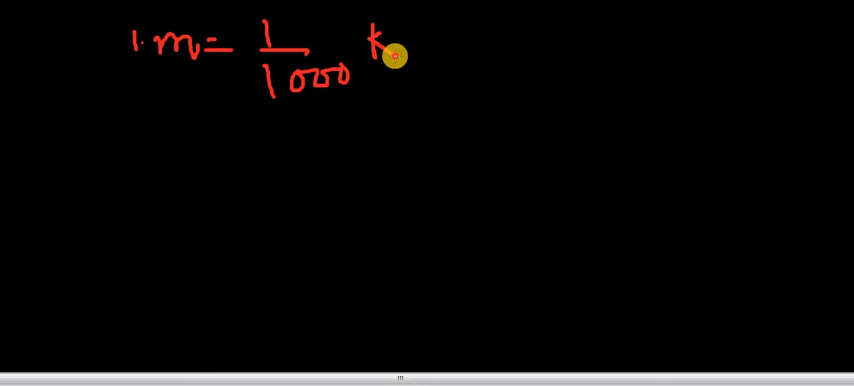 1. m = 1/1000 k